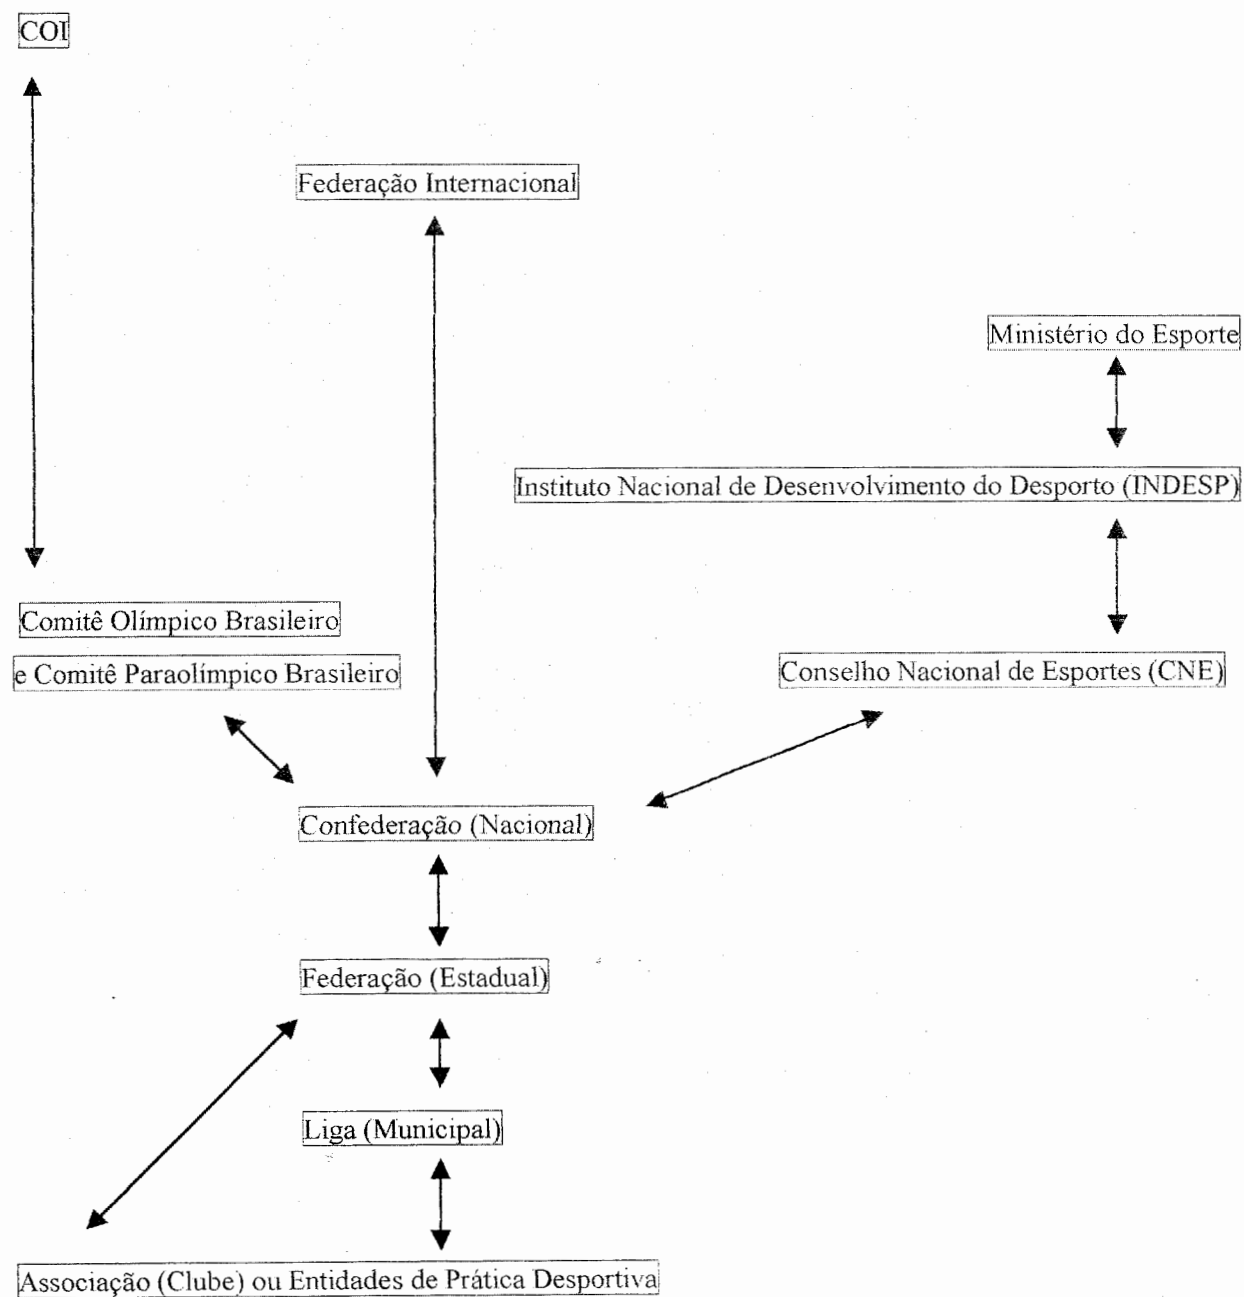 COI
Federação Internacional
Ministério do Esporte
Instituto Nacional de Desenvolvimento do Desporto (INDESP)
Comitê Olímpico Brasileiro
e Comitê Paraolímpico Brasileiro
Conselho Nacional de Esportes (CNE)
Confederação (Nacional)
Federação (Estadual)
Liga (Municipal)
Associação (Clube) ou Entidades de Prática Desportiva